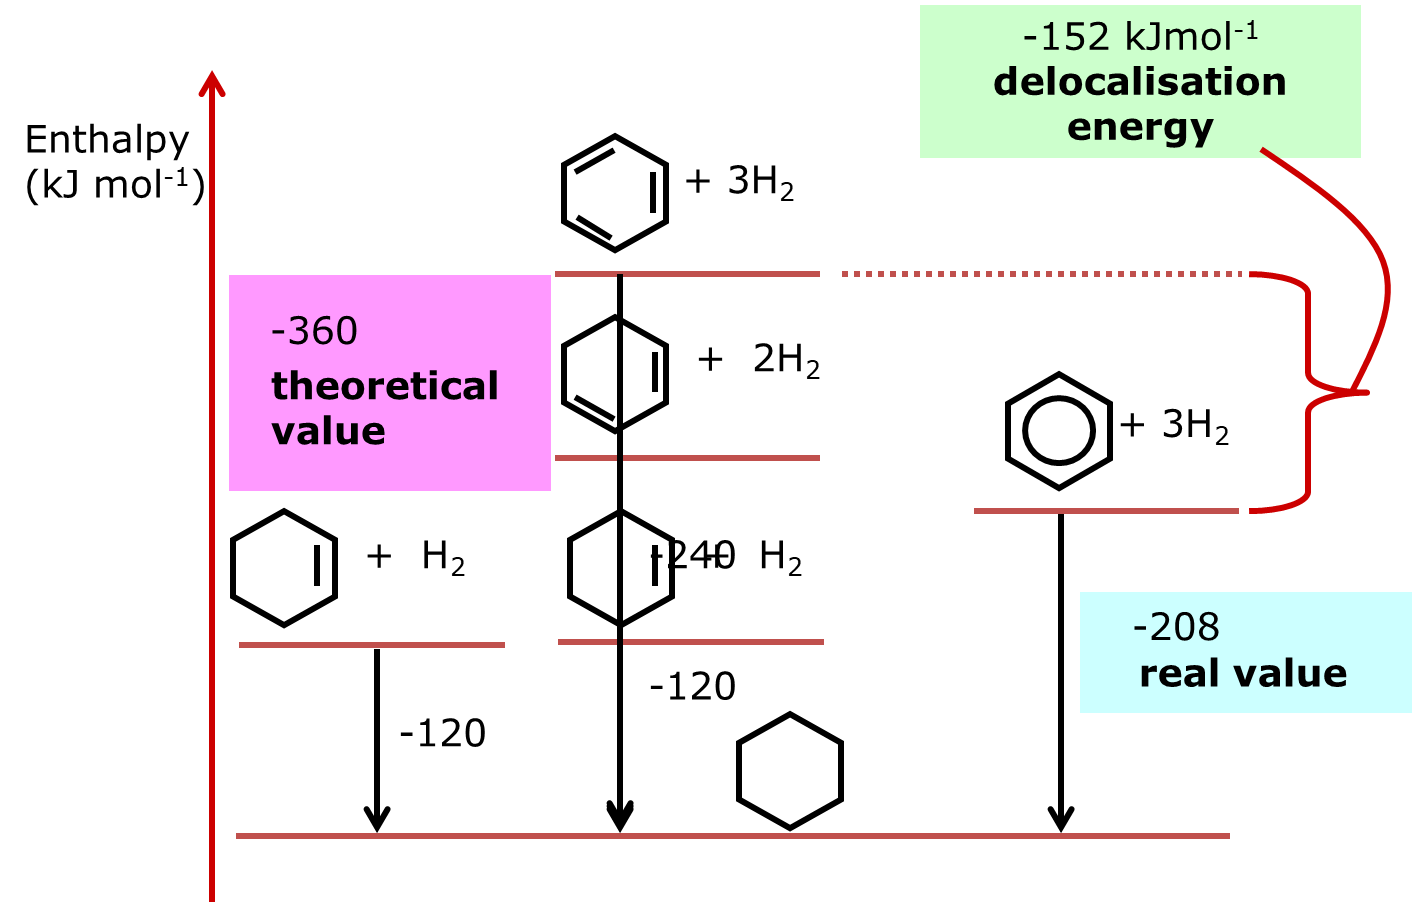 -152 kJmol⁻¹
delocalisation
energy
Enthalpy
(kJ mol⁻¹)
+ 3H₂
-360
theoretical
value
+ 2H₂
+ 3H₂
+ H₂
-240
+ H₂
-208
real value
-120
-120